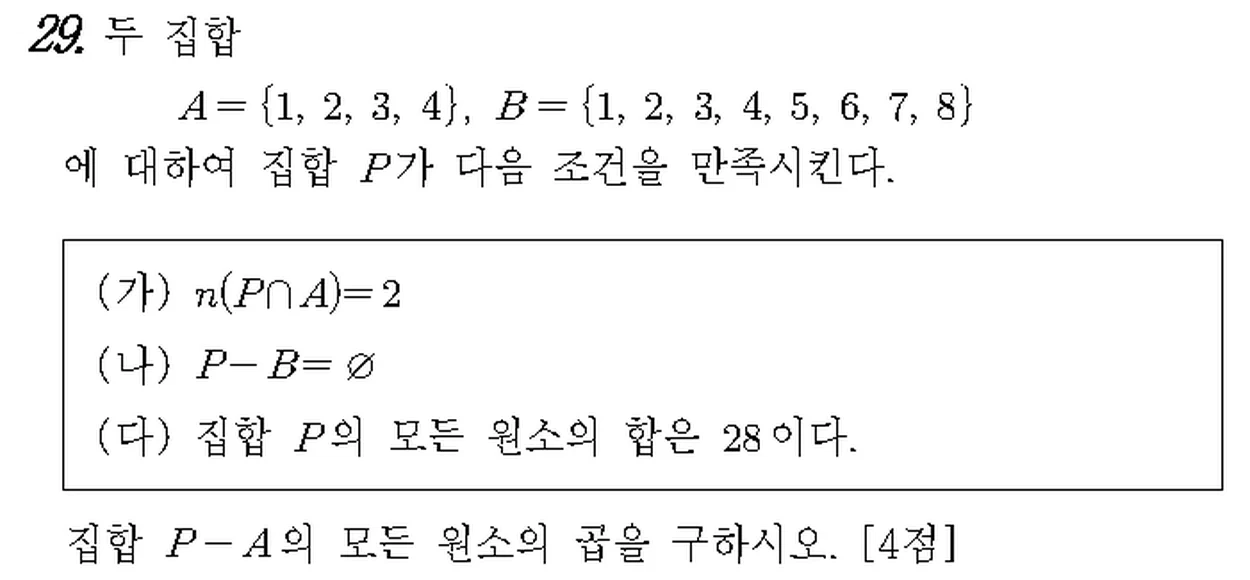 29. 두 집합
A={1, 2, 3, 4}, B={1, 2, 3, 4, 5, 6, 7, 8}
에 대하여 집합 P가 다음 조건을 만족시킨다.
(가) n(P∩A)=2
(나) P-B=∅
(다) 집합 P의 모든 원소의 합은 28이다.
집합 P-A의 모든 원소의 곱을 구하시오. [4점]